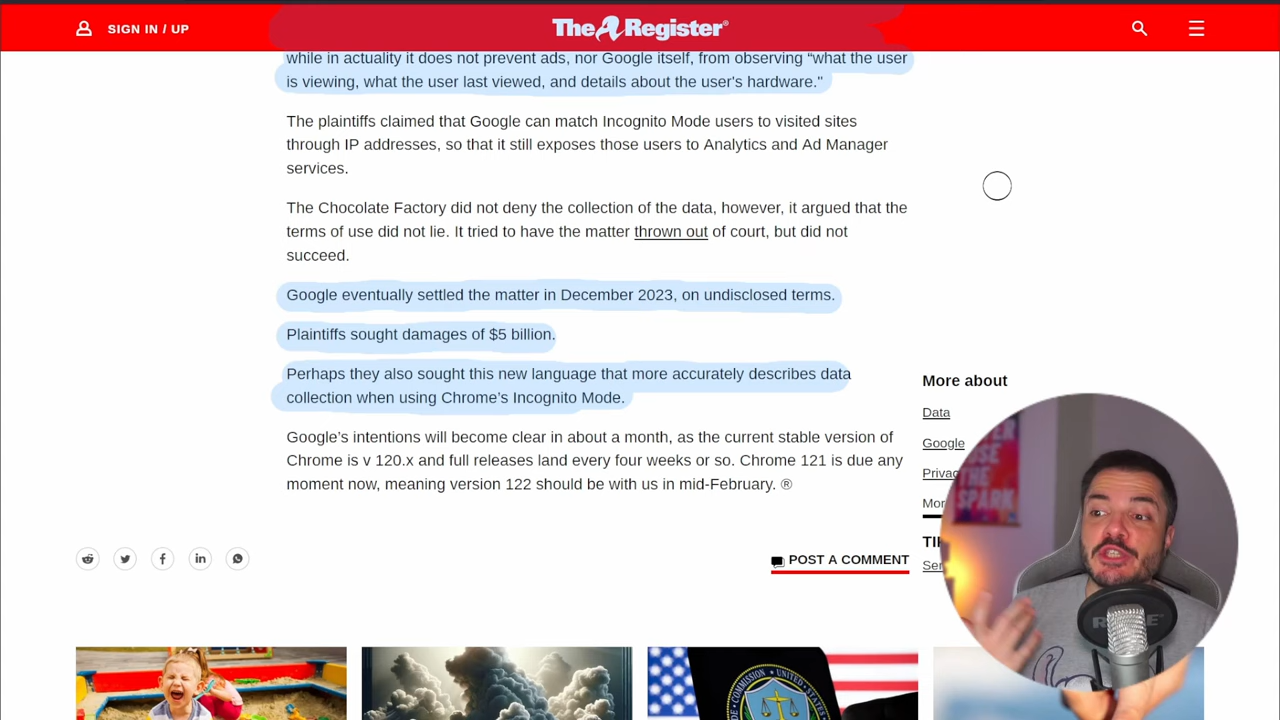 SIGN IN / UP
The Register®
while in actuality it does not prevent ads, nor Google itself, from observing “what the user
is viewing, what the user last viewed, and details about the user's hardware."
The plaintiffs claimed that Google can match Incognito Mode users to visited sites
through IP addresses, so that it still exposes those users to Analytics and Ad Manager
services.
The Chocolate Factory did not deny the collection of the data, however, it argued that the
terms of use did not lie. It tried to have the matter thrown out of court, but did not
succeed.
Google eventually settled the matter in December 2023, on undisclosed terms.
Plaintiffs sought damages of $5 billion.
Perhaps they also sought this new language that more accurately describes data
collection when using Chrome’s Incognito Mode.
Google’s intentions will become clear in about a month, as the current stable version of
Chrome is v 120.x and full releases land every four weeks or so. Chrome 121 is due any
moment now, meaning version 122 should be with us in mid-February. ®
POST A COMMENT
More about
Data
Google
THE
SPARK
COMMISSION • UNITED